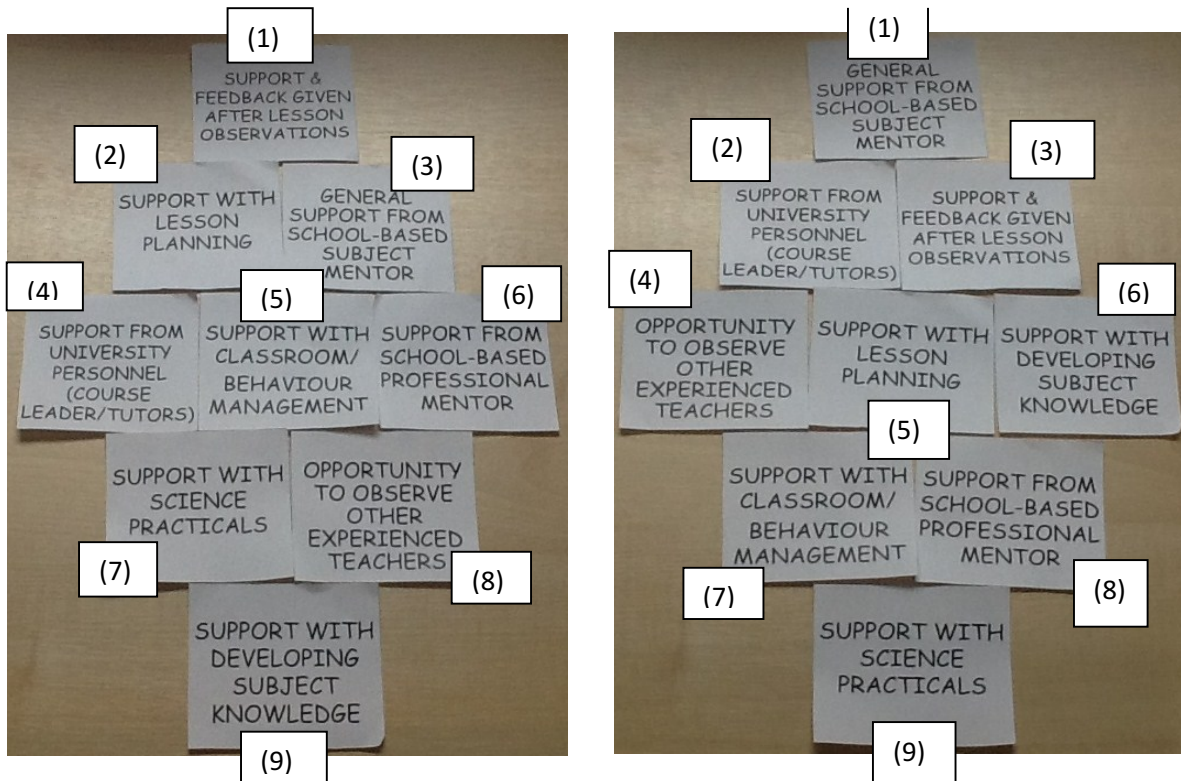 (1)
SUPPORT &
FEEDBACK GIVEN
AFTER LESSON
OBSERVATIONS
(2)
SUPPORT WITH
LESSON
PLANNING
(3)
GENERAL
SUPPORT FROM
SCHOOL-BASED
SUBJECT
MENTOR
(4)
SUPPORT FROM
UNIVERSITY
PERSONNEL
(COURSE
LEADER/TUTORS)
(5)
SUPPORT WITH
CLASSROOM/
BEHAVIOUR
MANAGEMENT
(6)
SUPPORT FROM
SCHOOL-BASED
PROFESSIONAL
MENTOR
SUPPORT WITH
SCIENCE
PRACTICALS
(7)
OPPORTUNITY
TO OBSERVE
OTHER
EXPERIENCED
TEACHERS
(8)
SUPPORT WITH
DEVELOPING
SUBJECT
KNOWLEDGE
(9)
(1)
GENERAL
SUPPORT FROM
SCHOOL-BASED
SUBJECT
MENTOR
(2)
SUPPORT FROM
UNIVERSITY
PERSONNEL
(COURSE
LEADER/TUTORS)
(3)
SUPPORT &
FEEDBACK GIVEN
AFTER LESSON
OBSERVATIONS
(4)
OPPORTUNITY
TO OBSERVE
OTHER
EXPERIENCED
TEACHERS
SUPPORT WITH
LESSON
PLANNING
(5)
(6)
SUPPORT WITH
DEVELOPING
SUBJECT
KNOWLEDGE
SUPPORT WITH
CLASSROOM/
BEHAVIOUR
MANAGEMENT
(7)
SUPPORT FROM
SCHOOL-BASED
PROFESSIONAL
MENTOR
(8)
SUPPORT WITH
SCIENCE
PRACTICALS
(9)